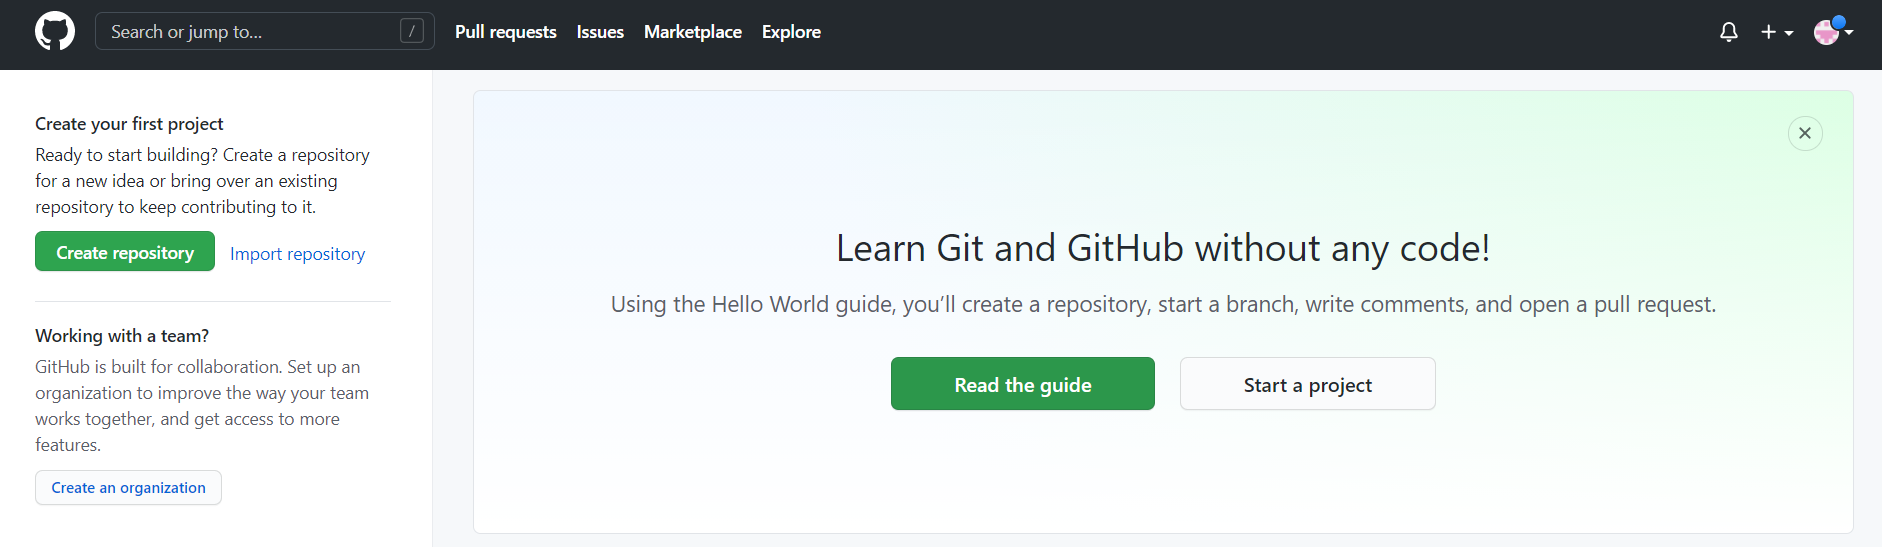 Search or jump to... /
Pull requests
Issues
Marketplace
Explore
Create your first project
Ready to start building? Create a repository
for a new idea or bring over an existing
repository to keep contributing to it.
Create repository
Import repository
Working with a team?
GitHub is built for collaboration. Set up an
organization to improve the way your team
works together, and get access to more
features.
Create an organization
Learn Git and GitHub without any code!
Using the Hello World guide, you’ll create a repository, start a branch, write comments, and open a pull request.
Read the guide
Start a project